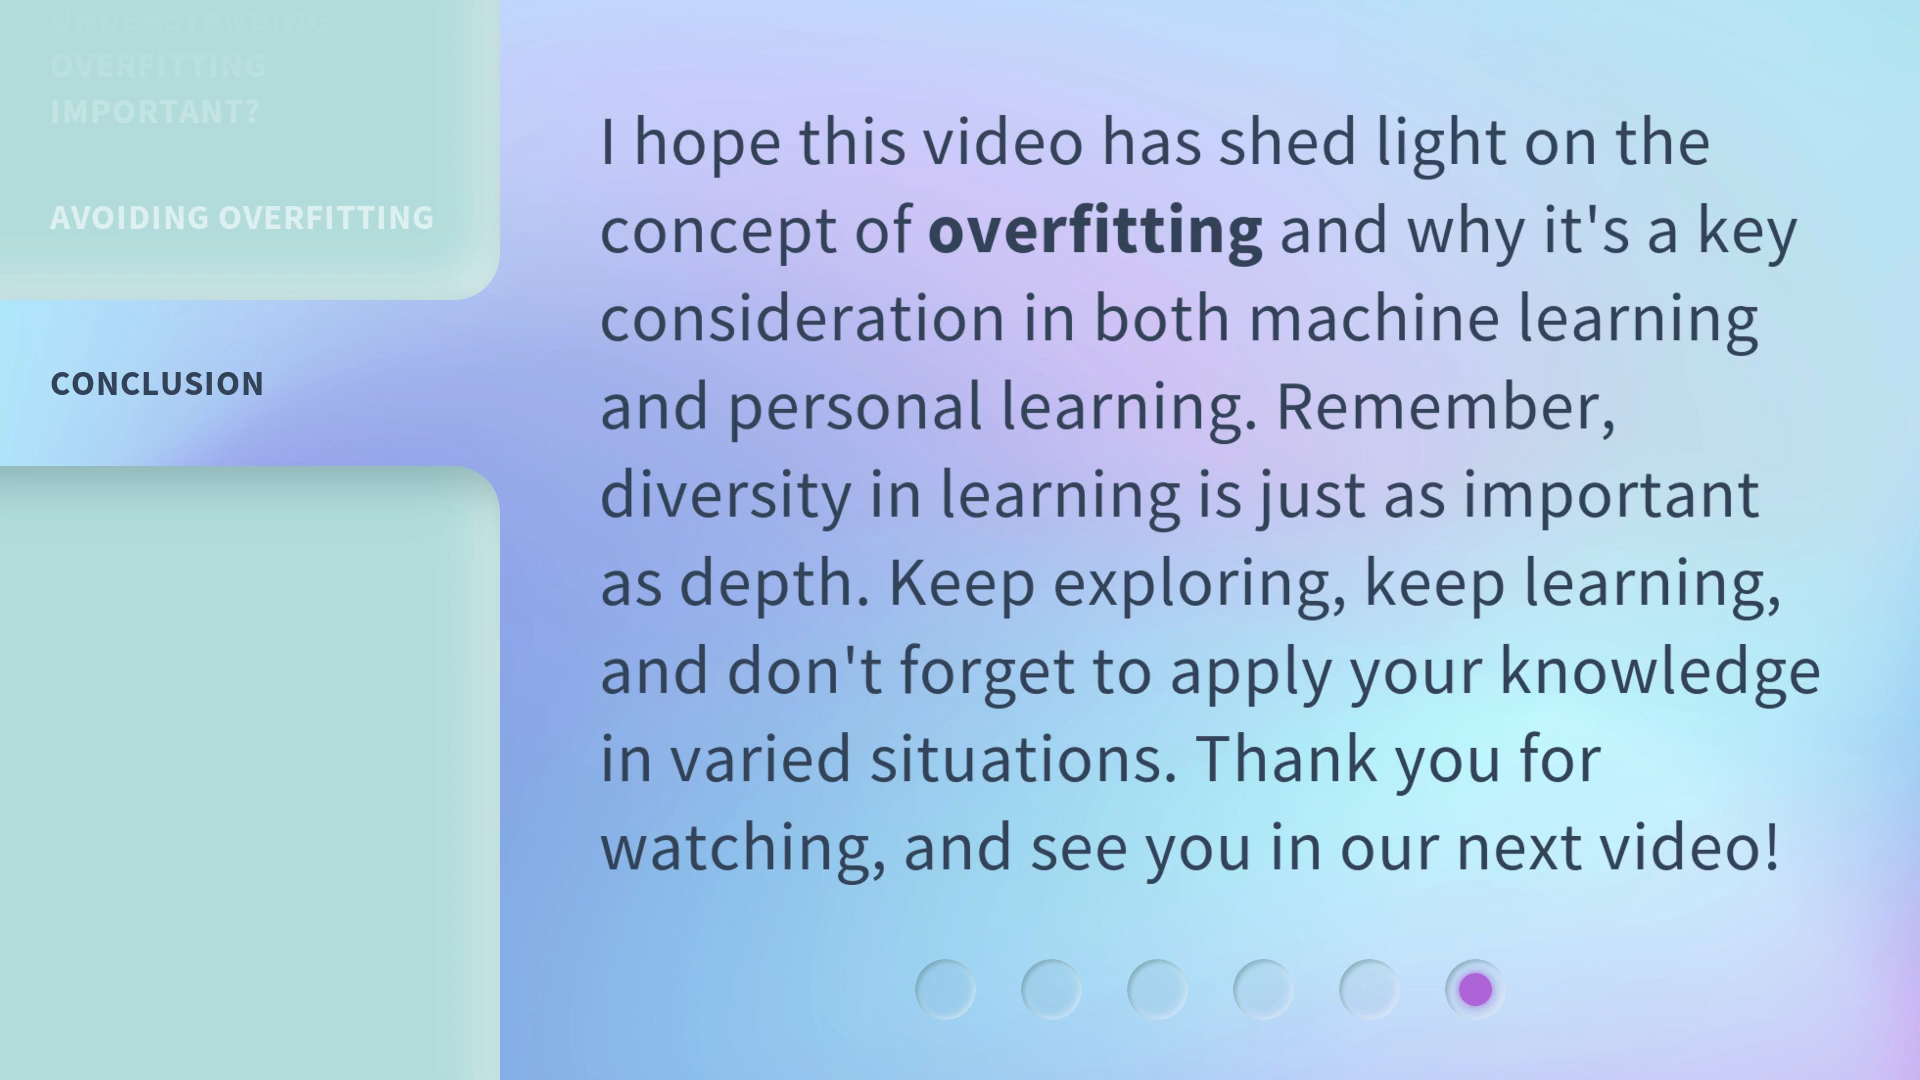 UNDERSTANDING
OVERFITTING
IMPORTANT?
AVOIDING OVERFITTING
CONCLUSION
I hope this video has shed light on the
concept of overfitting and why it's a key
consideration in both machine learning
and personal learning. Remember,
diversity in learning is just as important
as depth. Keep exploring, keep learning,
and don't forget to apply your knowledge
in varied situations. Thank you for
watching, and see you in our next video!